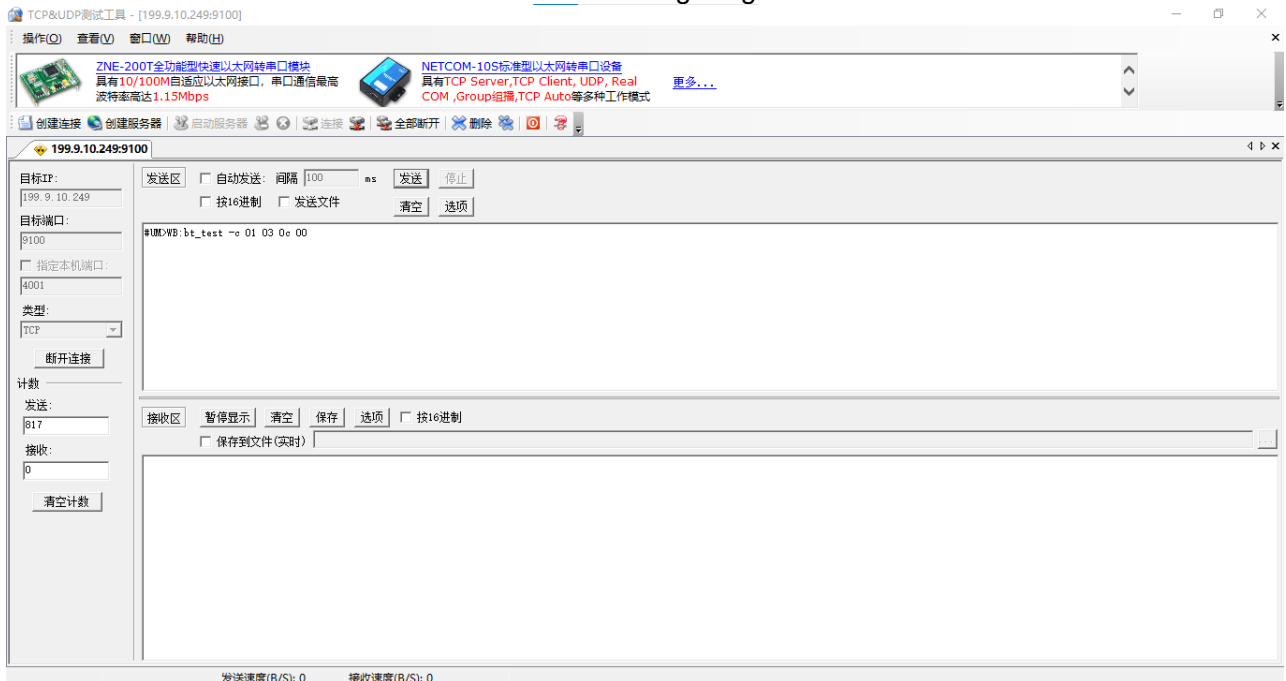 TCP&UDP测试工具 - [199.9.10.249:9100]
操作(O) 查看(V) 窗口(W) 帮助(H)
ZNE-200T全功能型快速以太网转串口模块
具有10/100M自适应以太网接口，串口通信最高
波特率高达1.15Mbps
NETCOM-10S标准型以太网转串口设备
具有TCP Server,TCP Client, UDP, Real
COM ,Group组播,TCP Auto等多种工作模式
更多...
创建连接 创建服务器 启动服务器 连接 全部断开 删除
199.9.10.249:9100
目标IP:
199.9.10.249
目标端口:
9100
指定本机端口:
4001
类型:
TCP
断开连接
计数
发送:
817
接收:
0
清空计数
发送区 自动发送: 间隔 100 ms 发送 停止
按16进制 发送文件 清空 选项
#UM>WB:bt_test -c 01 03 0c 00
接收区 暂停显示 清空 保存 选项 按16进制
保存到文件(实时) ...
发送速度(B/S): 0 接收速度(B/S): 0